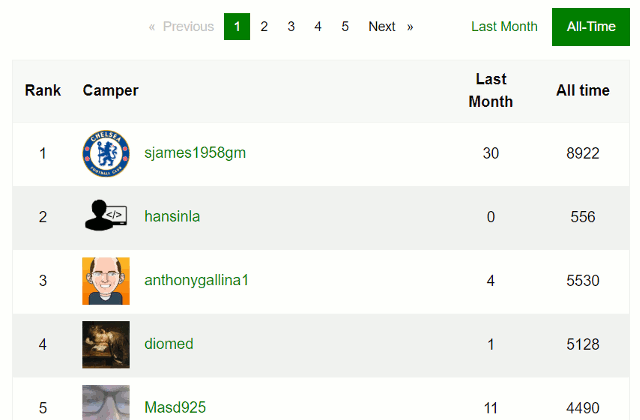 « Previous 1 2 3 4 5 Next » Last Month All-Time
Rank Camper Last Month All time
1 CHELSEA FOOTBALL CLUB sjames1958gm 30 8922
2 </> hansinla 0 556
3 anthonygallina1 4 5530
4 diomed 1 5128
5 Masd925 11 4490